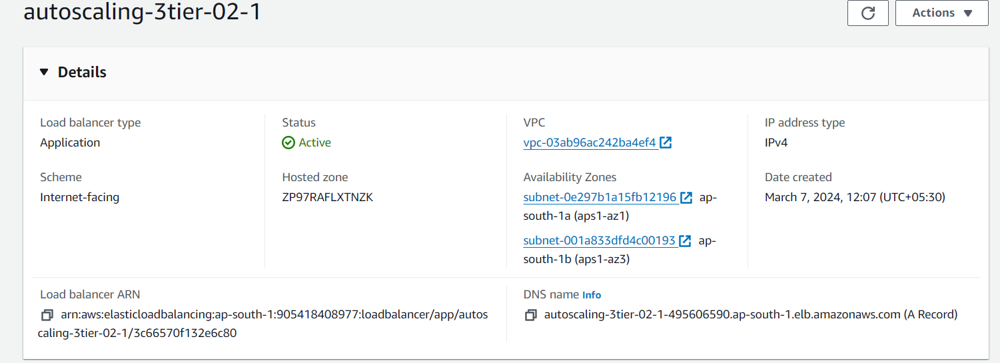 autoscaling-3tier-02-1
Actions
Details
Load balancer type
Application
Status
Active
VPC
vpc-03ab96ac242ba4ef4
IP address type
IPv4
Scheme
Internet-facing
Hosted zone
ZP97RAFLXTNZK
Availability Zones
subnet-0e297b1a15fb12196 ap-
south-1a (aps1-az1)
subnet-001a833dfd4c00193 ap-
south-1b (aps1-az3)
Date created
March 7, 2024, 12:07 (UTC+05:30)
Load balancer ARN
arn:aws:elasticloadbalancing:ap-south-1:905418408977:loadbalancer/app/autos
caling-3tier-02-1/3c66570f132e6c80
DNS name Info
autoscaling-3tier-02-1-495606590.ap-south-1.elb.amazonaws.com (A Record)